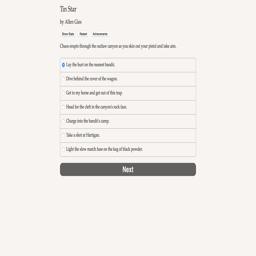 Tin Star
by Allen Gies
Show Stats Restart Achievements
Chaos erupts through the outlaw canyon as you skin out your pistol and take aim.
Lay the hurt on the nearest bandit.
Dive behind the cover of the wagon.
Get to my horse and get out of this trap.
Head for the cleft in the canyon's rock face.
Charge into the bandit's camp.
Take a shot at Hartigan.
Light the slow match fuse on the keg of black powder.
Next